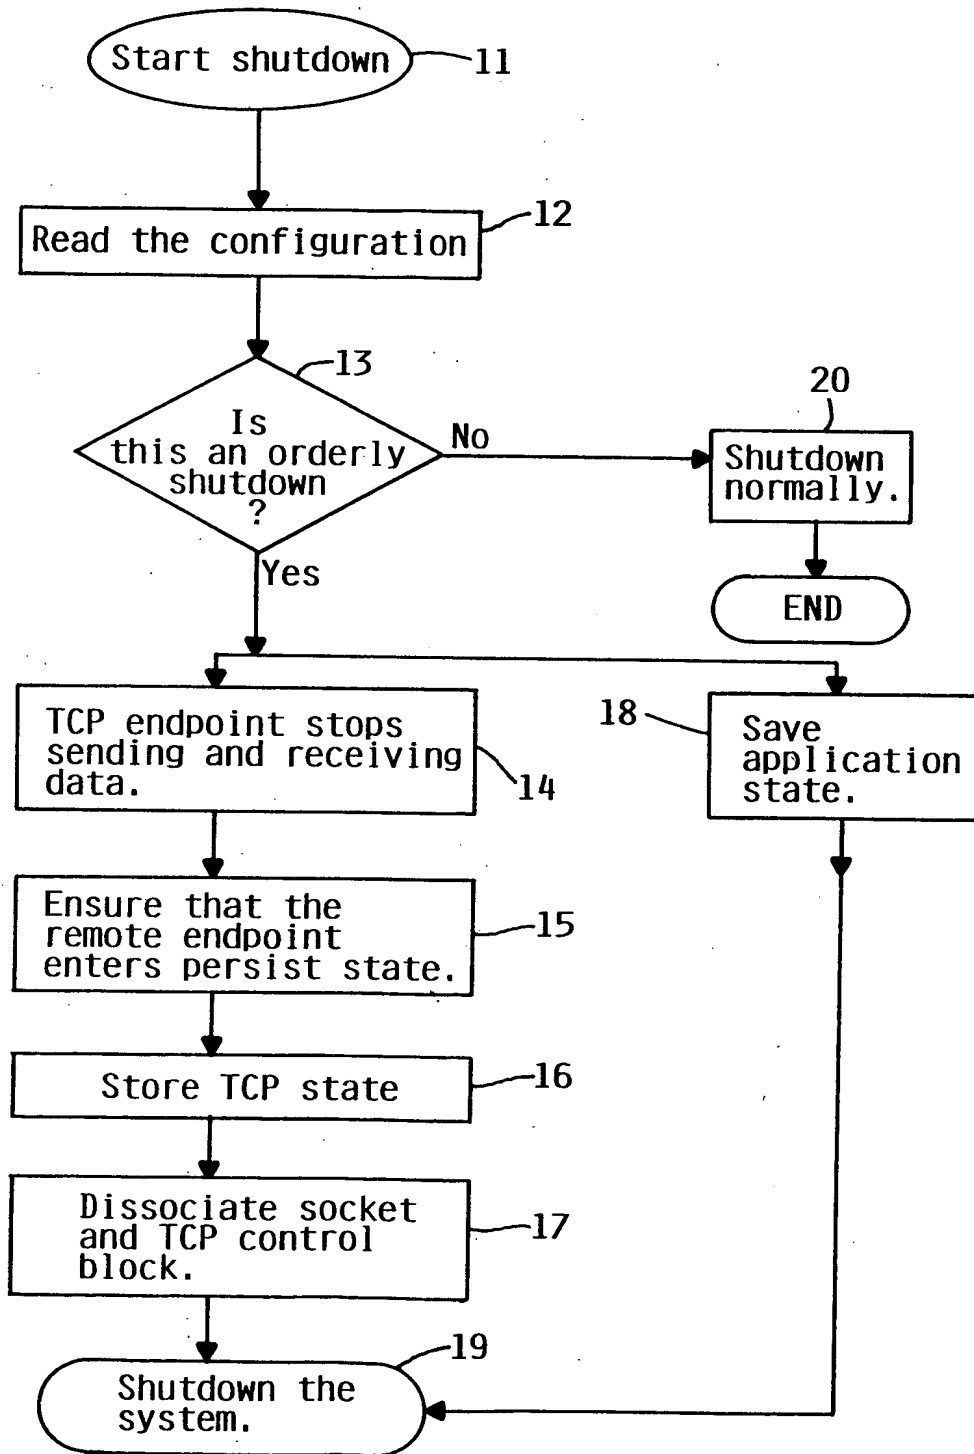 Start shutdown
11
Read the configuration
12
13
Is
this an orderly
shutdown
?
No
Yes
20
Shutdown
normally.
END
TCP endpoint stops
sending and receiving
data.
14
18
Save
application
state.
Ensure that the
remote endpoint
enters persist state.
15
Store TCP state
16
Dissociate socket
and TCP control
block.
17
Shutdown the
system.
19